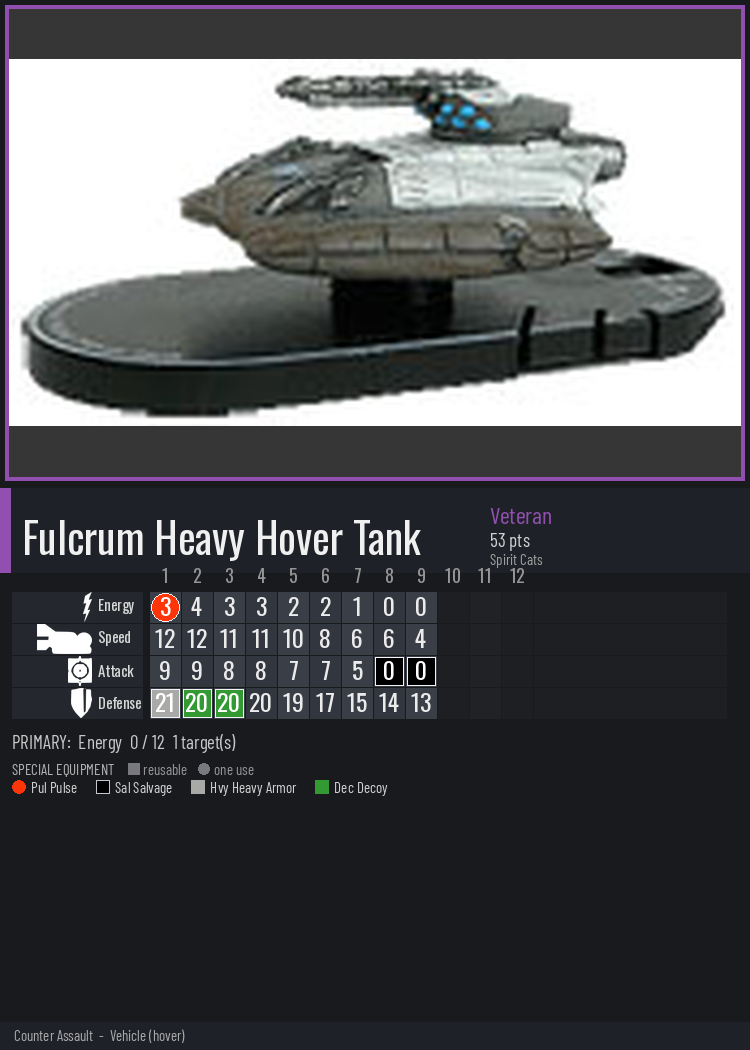 Fulcrum Heavy Hover Tank
Veteran
53 pts
Spirit Cats
1 2 3 4 5 6 7 8 9 10 11 12
Energy 3 4 3 3 2 2 1 0 0
Speed 12 12 11 11 10 8 6 6 4
Attack 9 9 8 8 7 7 5 0 0
Defense 21 20 20 20 19 17 15 14 13
PRIMARY: Energy 0 / 12 1 target(s)
SPECIAL EQUIPMENT reusable one use
Pul Pulse Sal Salvage Hvy Heavy Armor Dec Decoy
Counter Assault - Vehicle (hover)